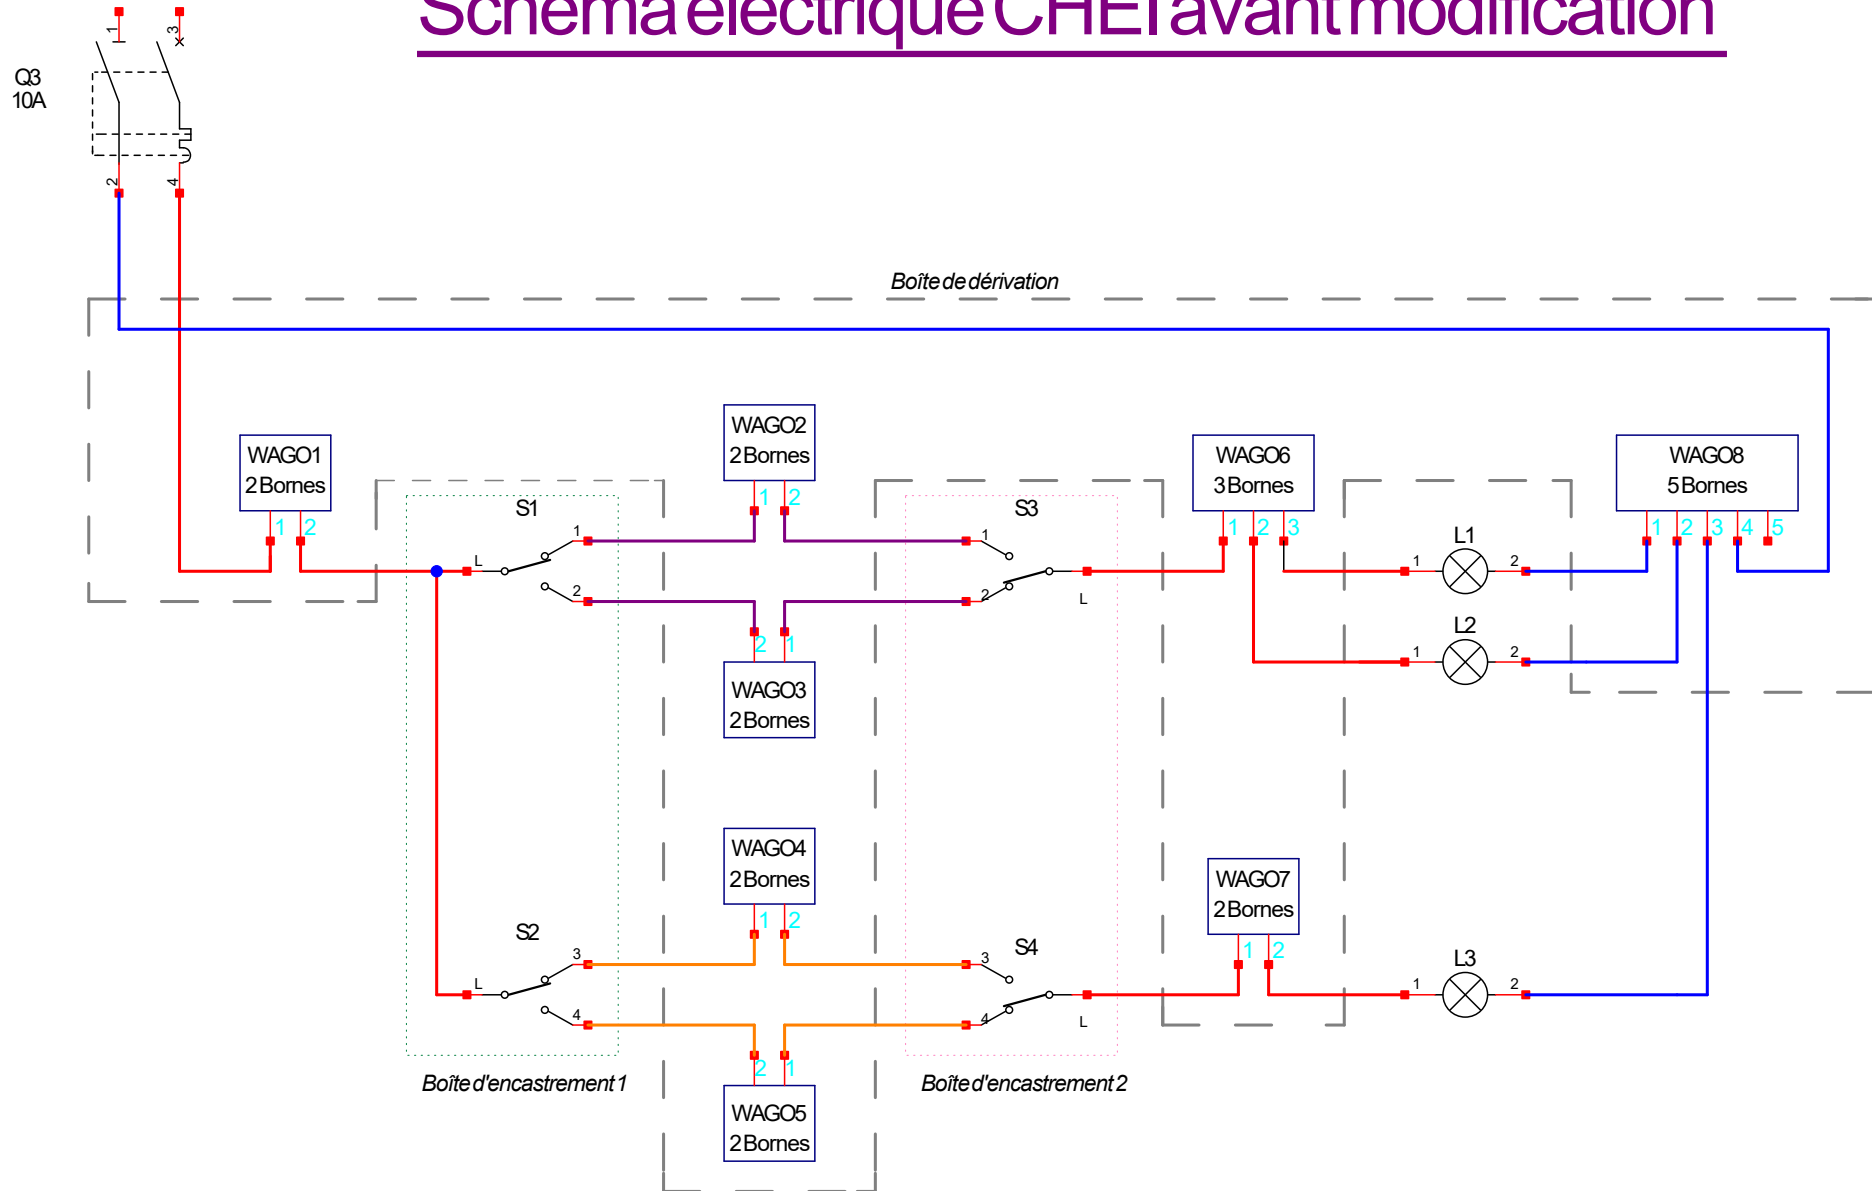 Schéma électrique CHEI avant modification
1
3
Q3
10A
2
4
Boîte de dérivation
WAGO1
2 Bornes
1 2
WAGO2
2 Bornes
1 2
WAGO6
3 Bornes
1 2 3
WAGO8
5 Bornes
1 2 3 4 5
S1
L
1
2
S3
1
2
L
L1
1 2
L2
1 2
2 1
WAGO3
2 Bornes
WAGO4
2 Bornes
1 2
WAGO7
2 Bornes
1 2
S2
L
3
4
S4
3
4
L
L3
1 2
2 1
WAGO5
2 Bornes
Boîte d'encastrement 1
Boîte d'encastrement 2